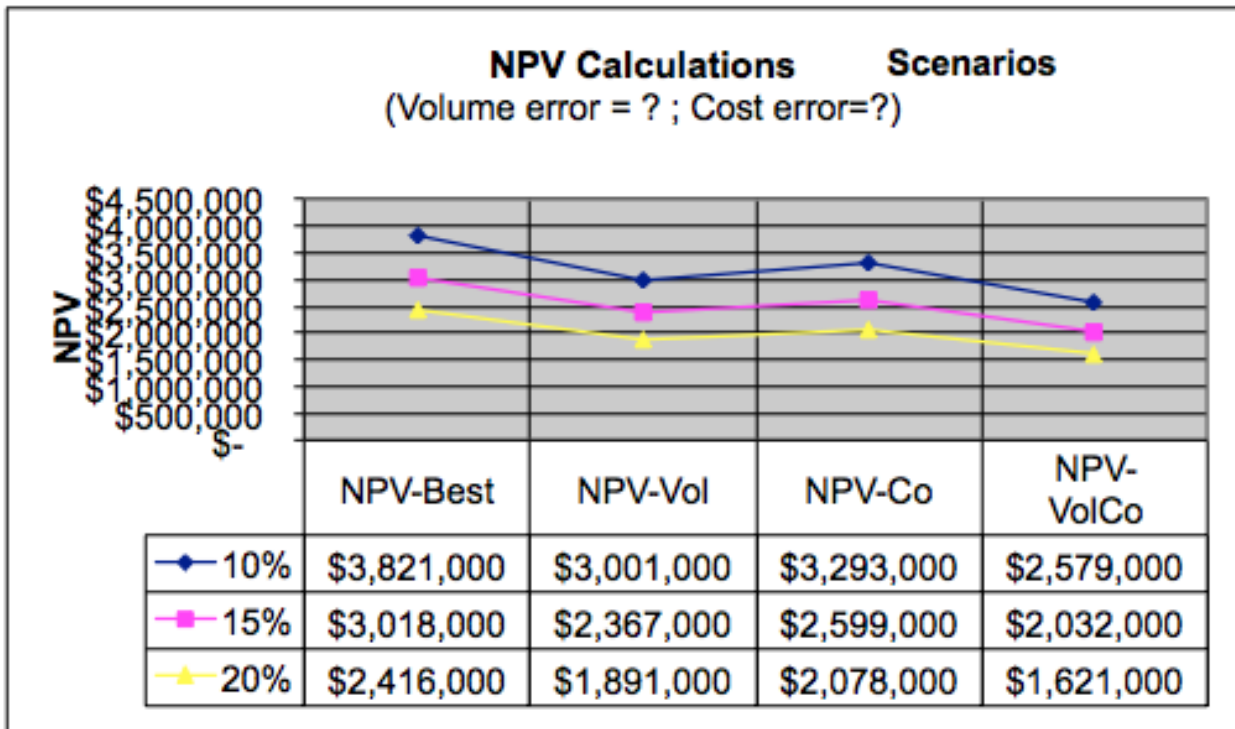 NPV Calculations Scenarios
(Volume error = ? ; Cost error=?)
NPV
$4,500,000
$4,000,000
$3,500,000
$3,000,000
$2,500,000
$2,000,000
$1,500,000
$1,000,000
$500,000
$-
NPV-Best NPV-Vol NPV-Co NPV-
VolCo
10% $3,821,000 $3,001,000 $3,293,000 $2,579,000
15% $3,018,000 $2,367,000 $2,599,000 $2,032,000
20% $2,416,000 $1,891,000 $2,078,000 $1,621,000